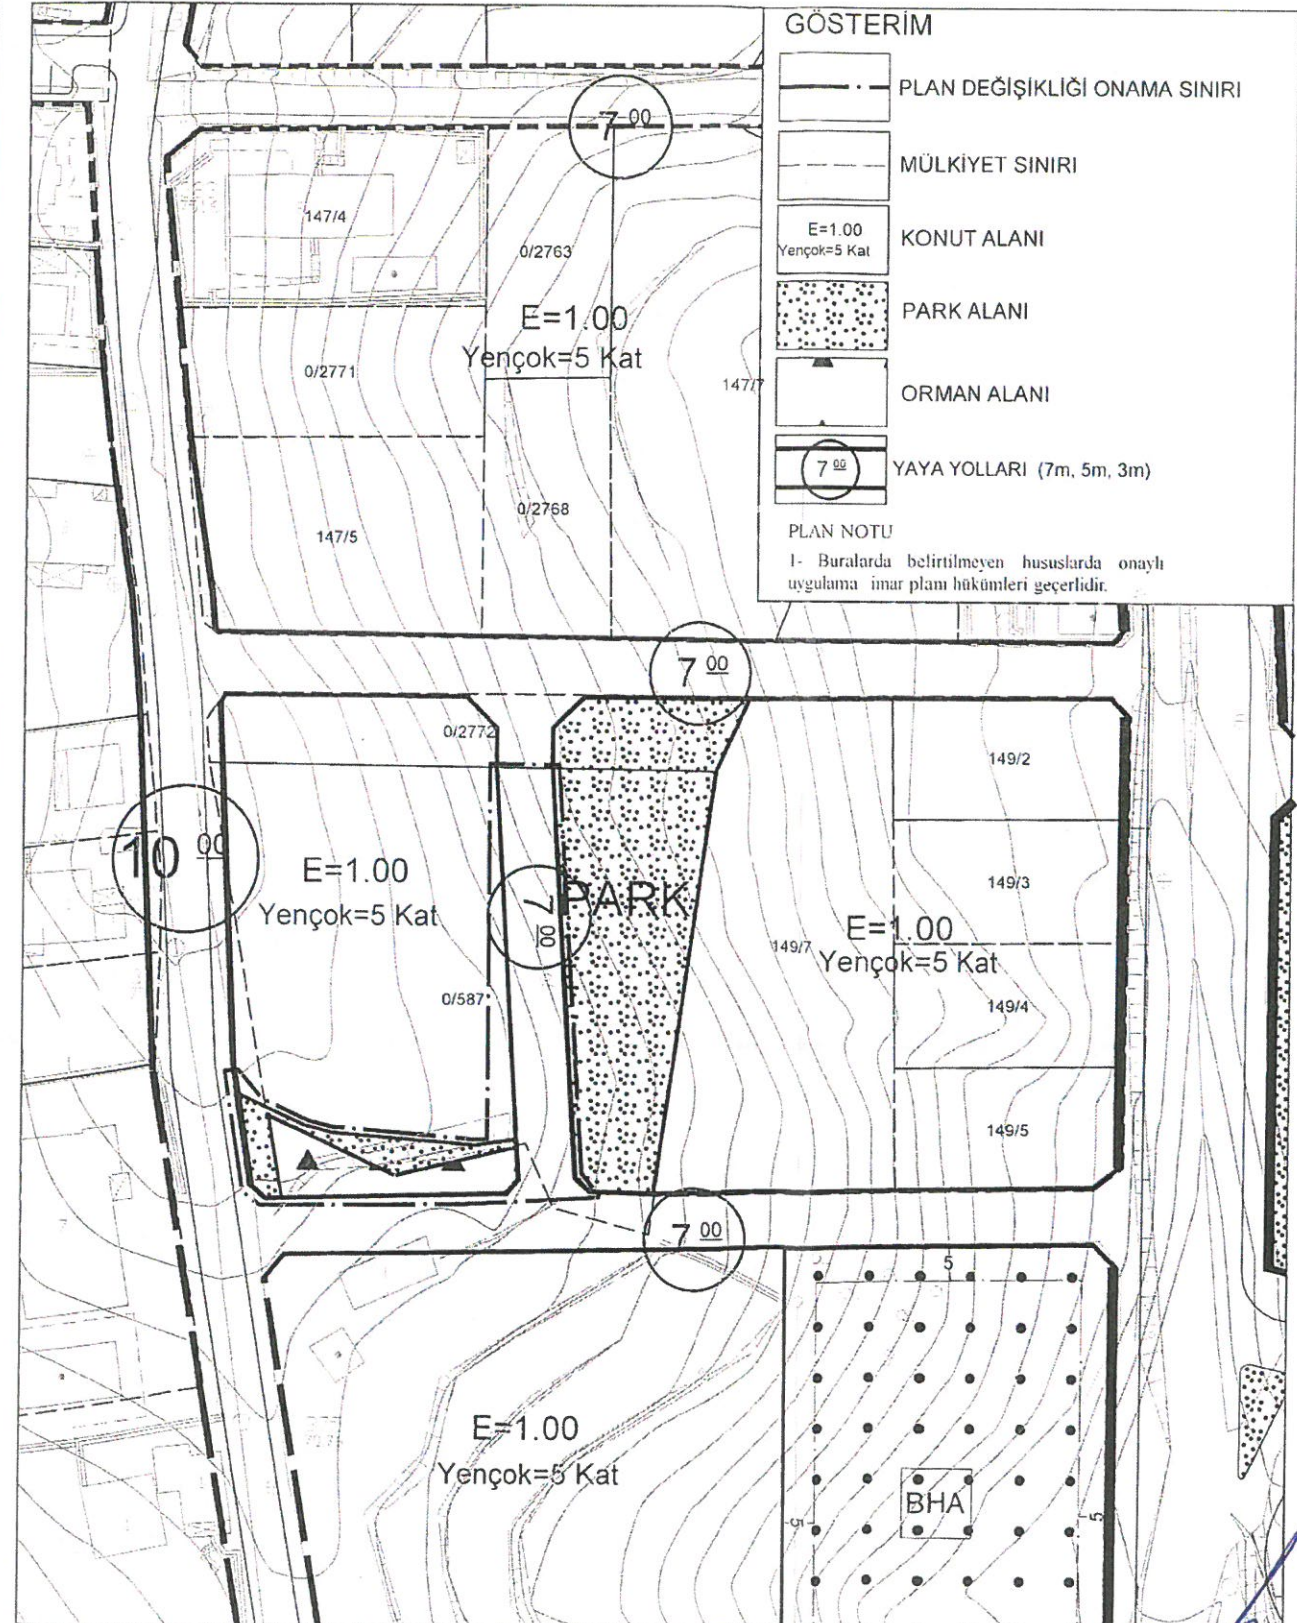 GÖSTERİM
PLAN DEĞİŞİKLİĞİ ONAMA SINIRI
MÜLKİYET SINIRI
E=1.00
Yençok=5 Kat
KONUT ALANI
PARK ALANI
ORMAN ALANI
7 00
YAYA YOLLARI (7m, 5m, 3m)
PLAN NOTU
1- Buralarda belirtilmeyen hususlarda onaylı
uygulama imar planı hükümleri geçerlidir.
7 00
147/4
0/2763
E=1.00
Yençok=5 Kat
0/2771
147/7
0/2768
147/5
7 00
0/2772
149/2
10 00
E=1.00
Yençok=5 Kat
7 00
PARK
149/3
149/7
E=1.00
Yençok=5 Kat
0/587
149/4
149/5
7 00
7
5
E=1.00
Yençok=5 Kat
BHA
5
5